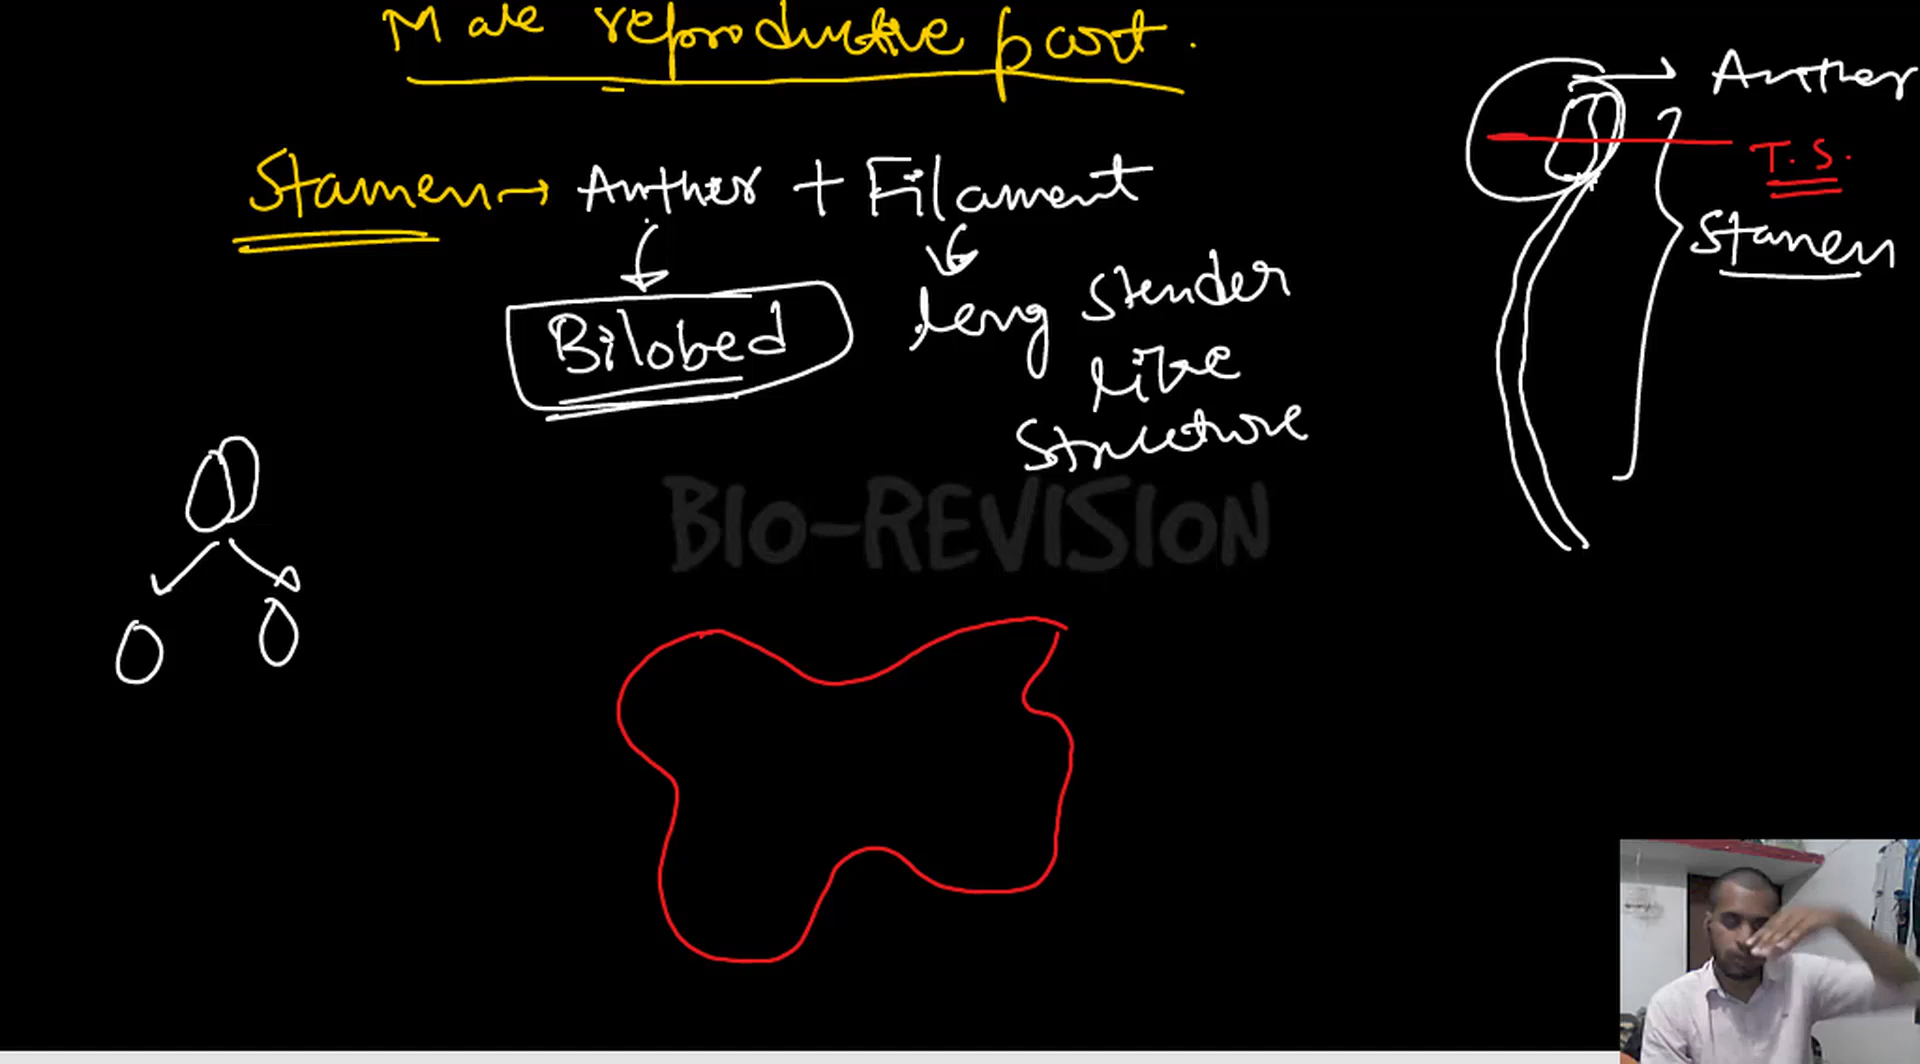 Male reproductive part.
Stamen → Anther + Filament
Bilobed
long slender
like
structure
Anther
T.S.
Stamen
BIO-REVISION